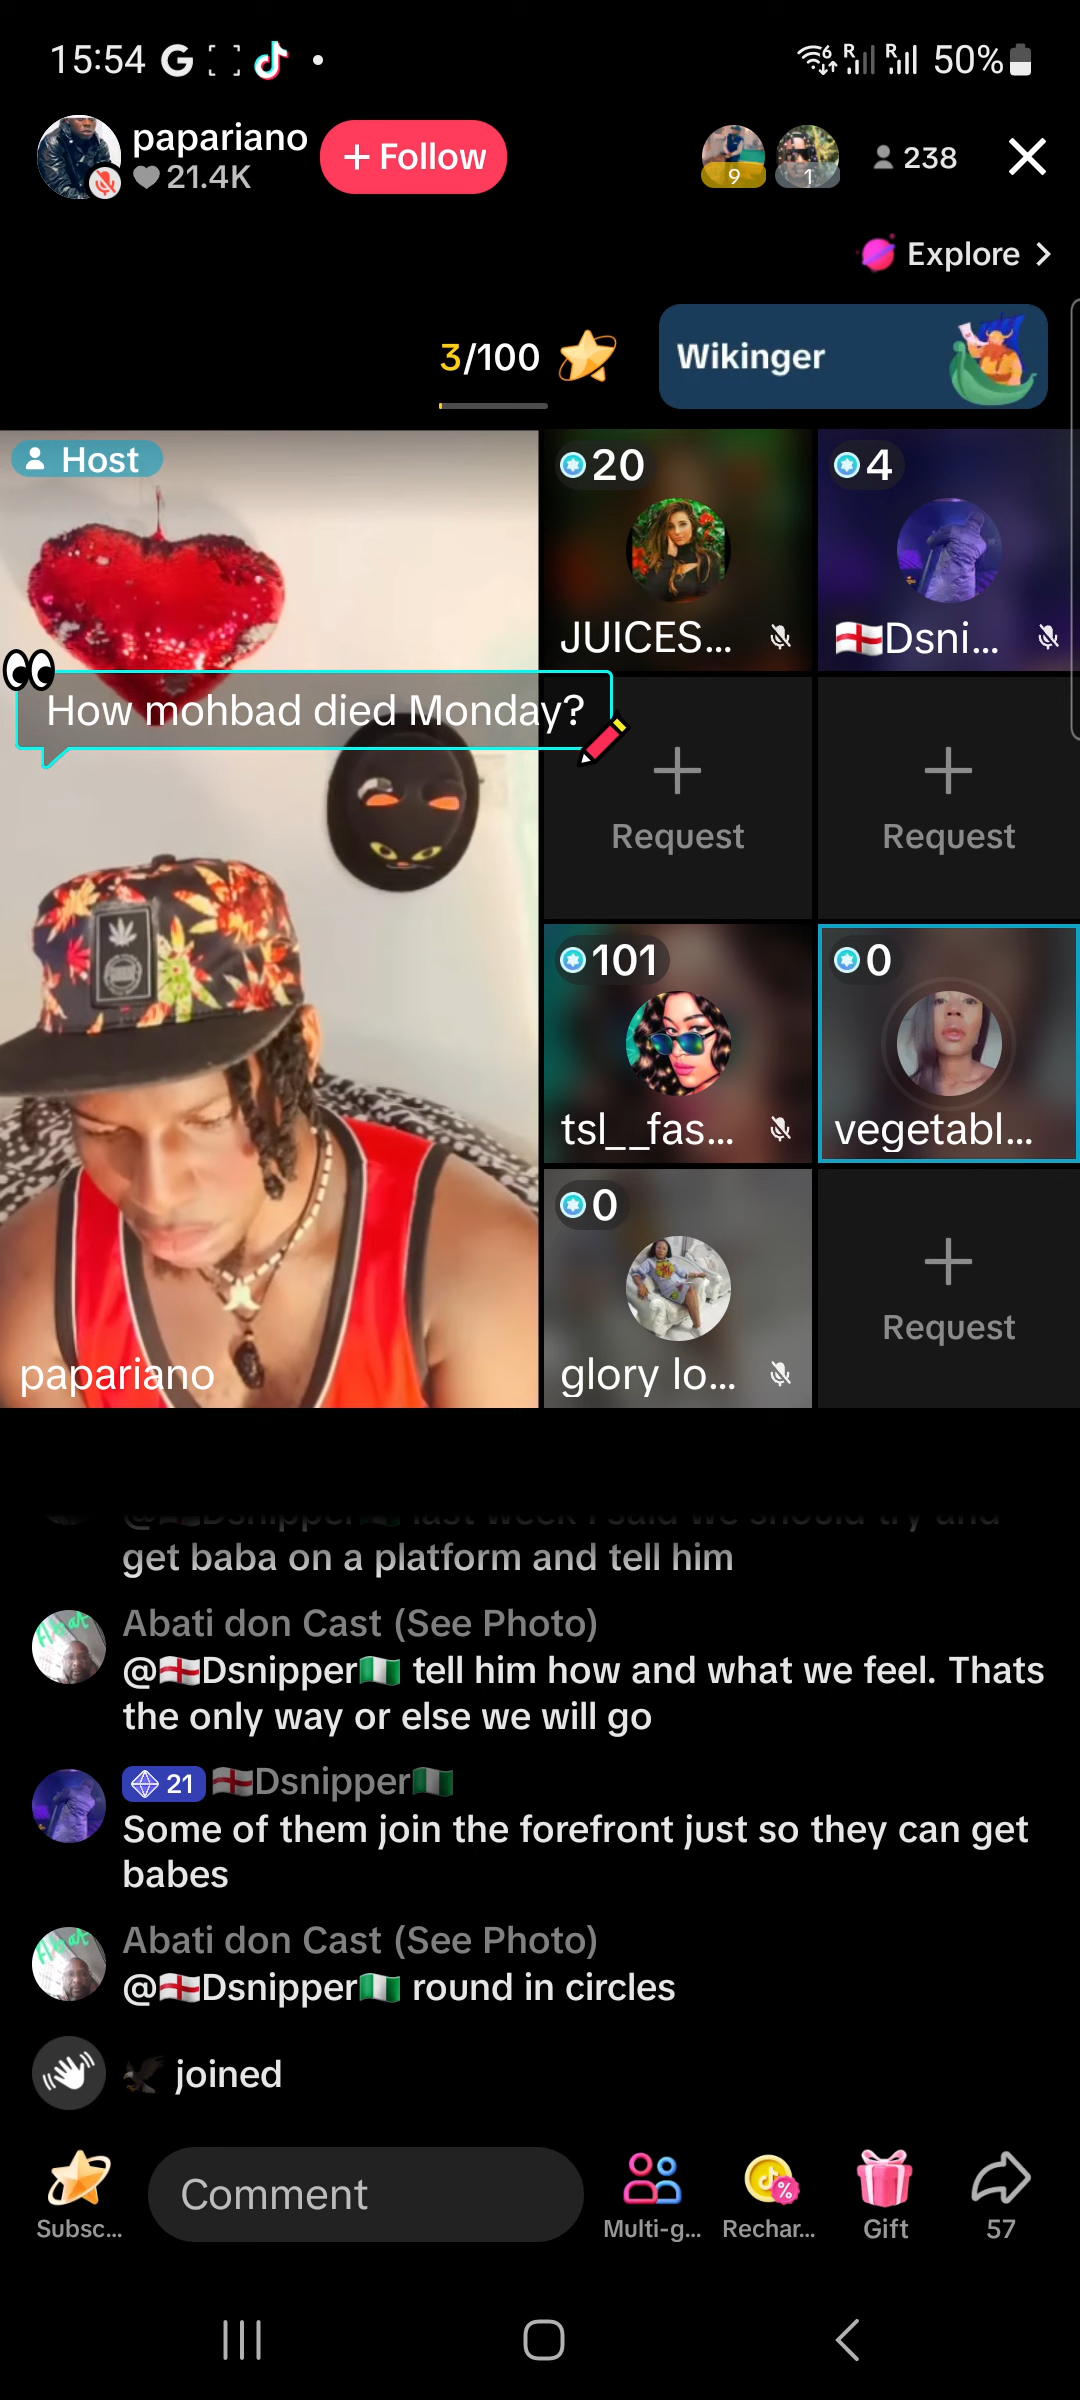 15:54
50%
papariano
21.4K
+ Follow
9
1
238
Explore
3/100
Wikinger
Host
20
JUICES...
4
🏴󠁧󠁢󠁥󠁮󠁧󠁿Dsni...
How mohbad died Monday?
Request
Request
101
tsl__fas...
0
vegetabl...
0
glory lo...
Request
papariano
get baba on a platform and tell him
Abati don Cast (See Photo)
@🏴󠁧󠁢󠁥󠁮󠁧󠁿Dsnipper🇳🇬 tell him how and what we feel. Thats
the only way or else we will go
21 🏴󠁧󠁢󠁥󠁮󠁧󠁿Dsnipper🇳🇬
Some of them join the forefront just so they can get
babes
Abati don Cast (See Photo)
@🏴󠁧󠁢󠁥󠁮󠁧󠁿Dsnipper🇳🇬 round in circles
🦅 joined
Comment
Subsc...
Multi-g...
Rechar...
Gift
57